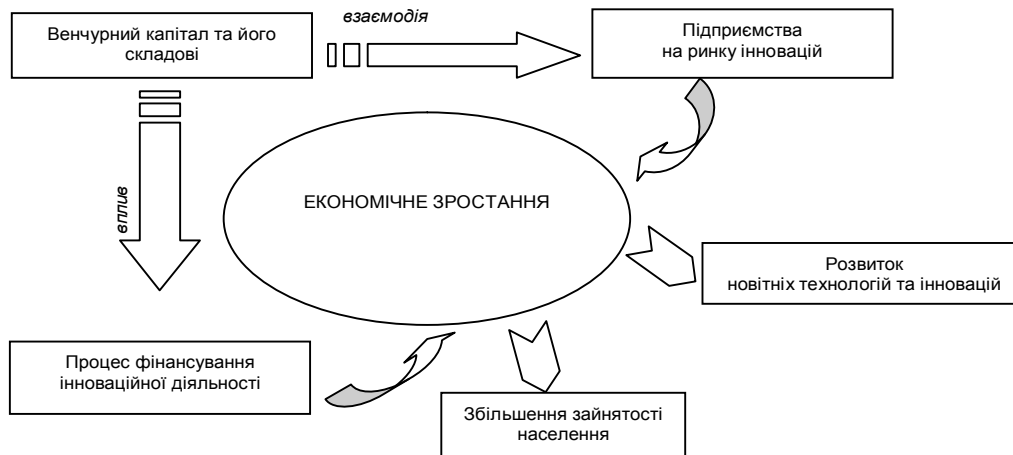 взаємодія
Венчурний капітал та його
складові
Підприємства
на ринку інновацій
вплив
ЕКОНОМІЧНЕ ЗРОСТАННЯ
Розвиток
новітніх технологій та інновацій
Процес фінансування
інноваційної діяльності
Збільшення зайнятості
населення